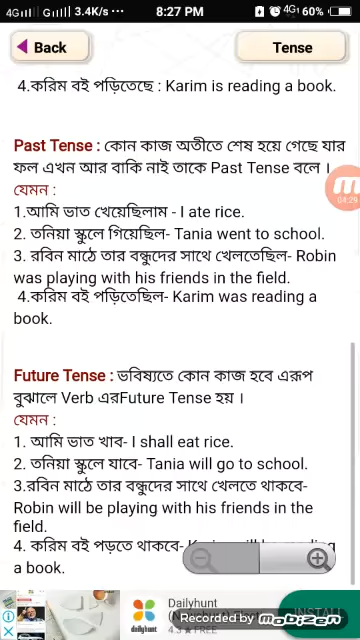 4G 4G 3.4K/s ... 8:27 PM 4G 60%
Back
Tense
4.করিম বই পড়িতেছে : Karim is reading a book.
Past Tense : কোন কাজ অতীতে শেষ হয়ে গেছে যার
ফল এখন আর বাকি নাই তাকে Past Tense বলে ।
যেমন :
1.আমি ভাত খেয়েছিলাম - I ate rice.
2. তনিয়া স্কুলে গিয়েছিল- Tania went to school.
3. রবিন মাঠে তার বন্ধুদের সাথে খেলতেছিল- Robin
was playing with his friends in the field.
4.করিম বই পড়িতেছিল- Karim was reading a
book.
04:29
Future Tense : ভবিষ্যতে কোন কাজ হবে এরূপ
বুঝালে Verb এরFuture Tense হয় ।
যেমন :
1. আমি ভাত খাব- I shall eat rice.
2. তনিয়া স্কুলে যাবে- Tania will go to school.
3.রবিন মাঠে তার বন্ধুদের সাথে খেলতে থাকবে-
Robin will be playing with his friends in the
field.
4. করিম বই পড়তে থাকবে-
a book.
dailyhunt
Dailyhunt
4.3 ★ FREE
INSTALL
Recorded by Mobizen